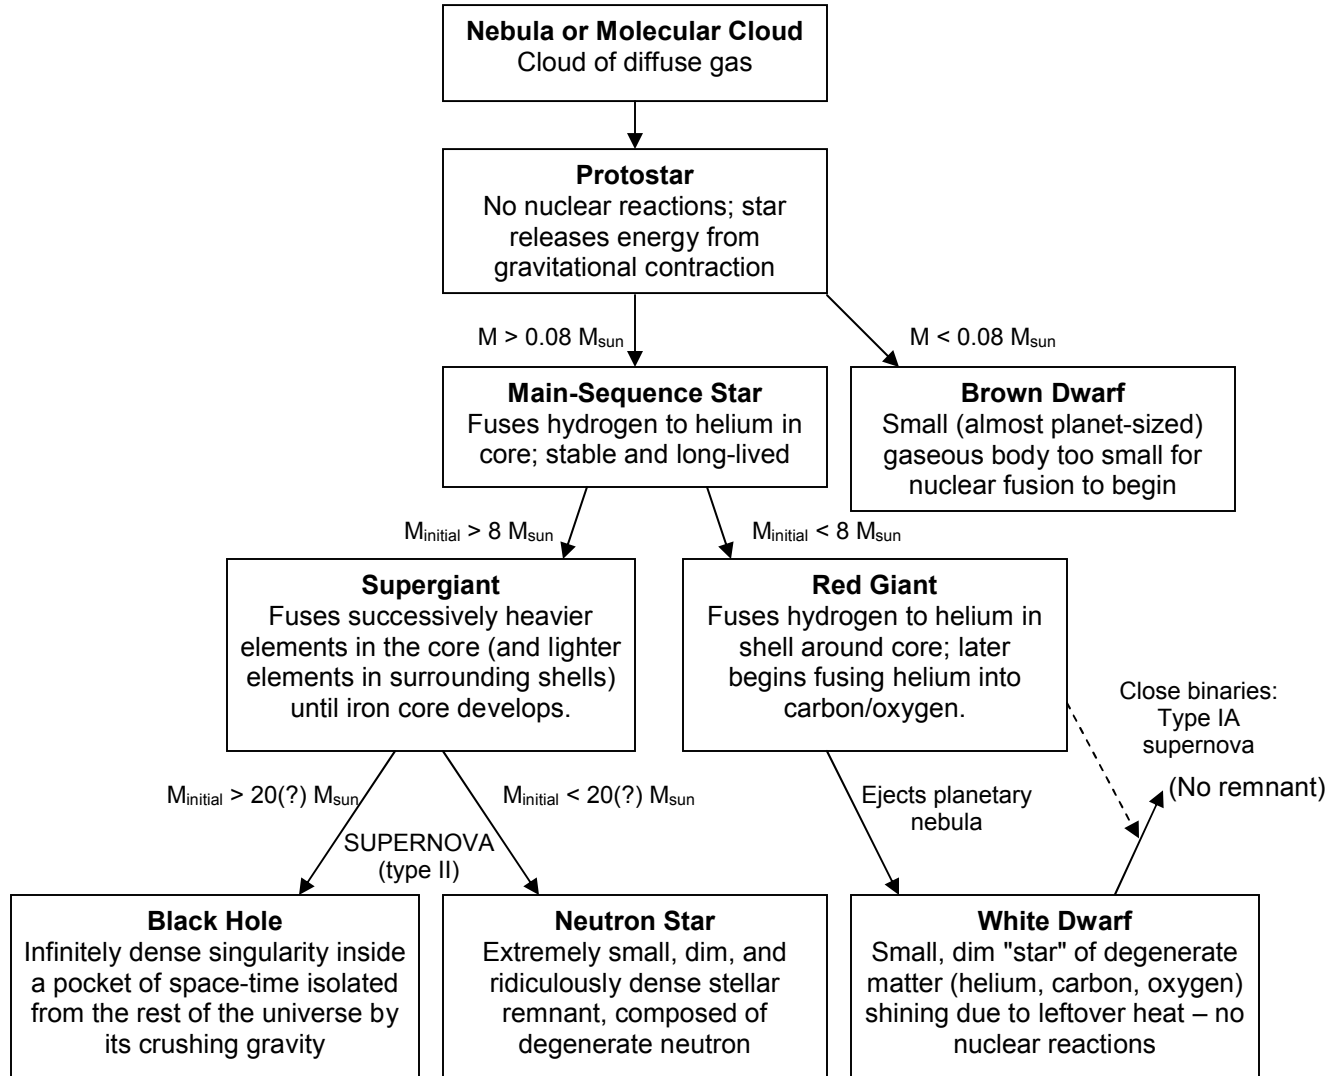 Nebula or Molecular Cloud
Cloud of diffuse gas
Protostar
No nuclear reactions; star
releases energy from
gravitational contraction
M > 0.08 Msun
M < 0.08 Msun
Main-Sequence Star
Fuses hydrogen to helium in
core; stable and long-lived
Brown Dwarf
Small (almost planet-sized)
gaseous body too small for
nuclear fusion to begin
Minitial > 8 Msun
Minitial < 8 Msun
Supergiant
Fuses successively heavier
elements in the core (and lighter
elements in surrounding shells)
until iron core develops.
Red Giant
Fuses hydrogen to helium in
shell around core; later
begins fusing helium into
carbon/oxygen.
Close binaries:
Type IA
supernova
(No remnant)
Minitial > 20(?) Msun
Minitial < 20(?) Msun
Ejects planetary
nebula
SUPERNOVA
(type II)
Black Hole
Infinitely dense singularity inside
a pocket of space-time isolated
from the rest of the universe by
its crushing gravity
Neutron Star
Extremely small, dim, and
ridiculously dense stellar
remnant, composed of
degenerate neutron
White Dwarf
Small, dim "star" of degenerate
matter (helium, carbon, oxygen)
shining due to leftover heat – no
nuclear reactions